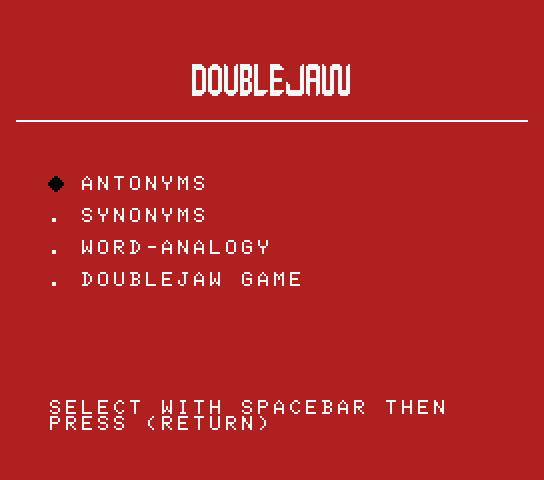 DOUBLEJAW
ANTONYMS
. SYNONYMS
. WORD-ANALOGY
. DOUBLEJAW GAME
SELECT WITH SPACEBAR THEN
PRESS (RETURN)